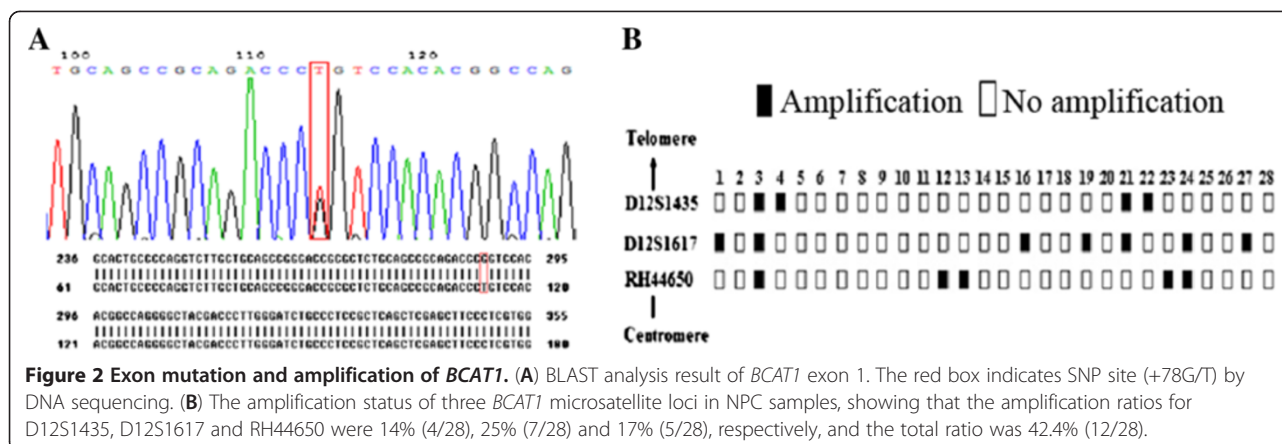 A
100 110 120
T G C A G C C G C A G A C C C T G T C C A C A C G G C C A G
236 GCACTGCCCCAGGTCTTGCTGCAGCCGGGACCGCGCTCTGCAGCCGCAGACCCGGTCCAC 295
61 GCACTGCCCCAGGTCTTGCTGCAGCCGGGACCGCGCTCTGCAGCCGCAGACCCTGTCCAC 120
296 ACGGCCAGGGGCTACGACCCTTGGGATCTGCCCTCCGCTCAGCTCGAGCTTCCCTCGTGG 355
121 ACGGCCAGGGGCTACGACCCTTGGGATCTGCCCTCCGCTCAGCTCGAGCTTCCCTCGTGG 180
B
Amplification No amplification
Telomere
1 2 3 4 5 6 7 8 9 10 11 12 13 14 15 16 17 18 19 20 21 22 23 24 25 26 27 28
D12S1435
D12S1617
RH44650
Centromere
Figure 2 Exon mutation and amplification of BCAT1. (A) BLAST analysis result of BCAT1 exon 1. The red box indicates SNP site (+78G/T) by
DNA sequencing. (B) The amplification status of three BCAT1 microsatellite loci in NPC samples, showing that the amplification ratios for
D12S1435, D12S1617 and RH44650 were 14% (4/28), 25% (7/28) and 17% (5/28), respectively, and the total ratio was 42.4% (12/28).